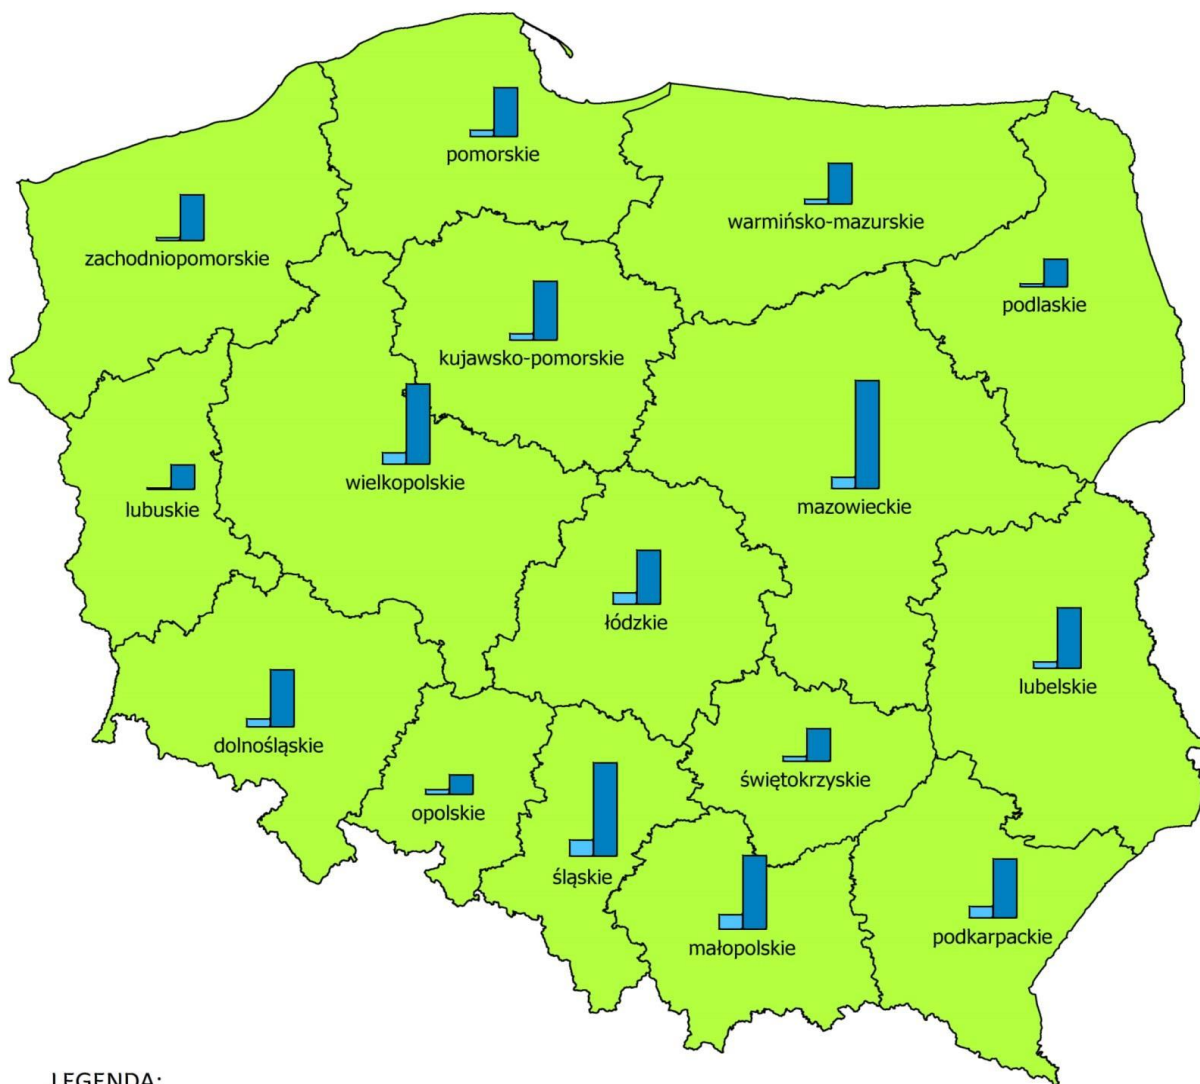 pomorskie
warmińsko-mazurskie
zachodniopomorskie
podlaskie
kujawsko-pomorskie
wielkopolskie
lubuskie
mazowieckie
łódzkie
lubelskie
dolnośląskie
świętokrzyskie
opolskie
śląskie
podkarpackie
małopolskie
LEGENDA: